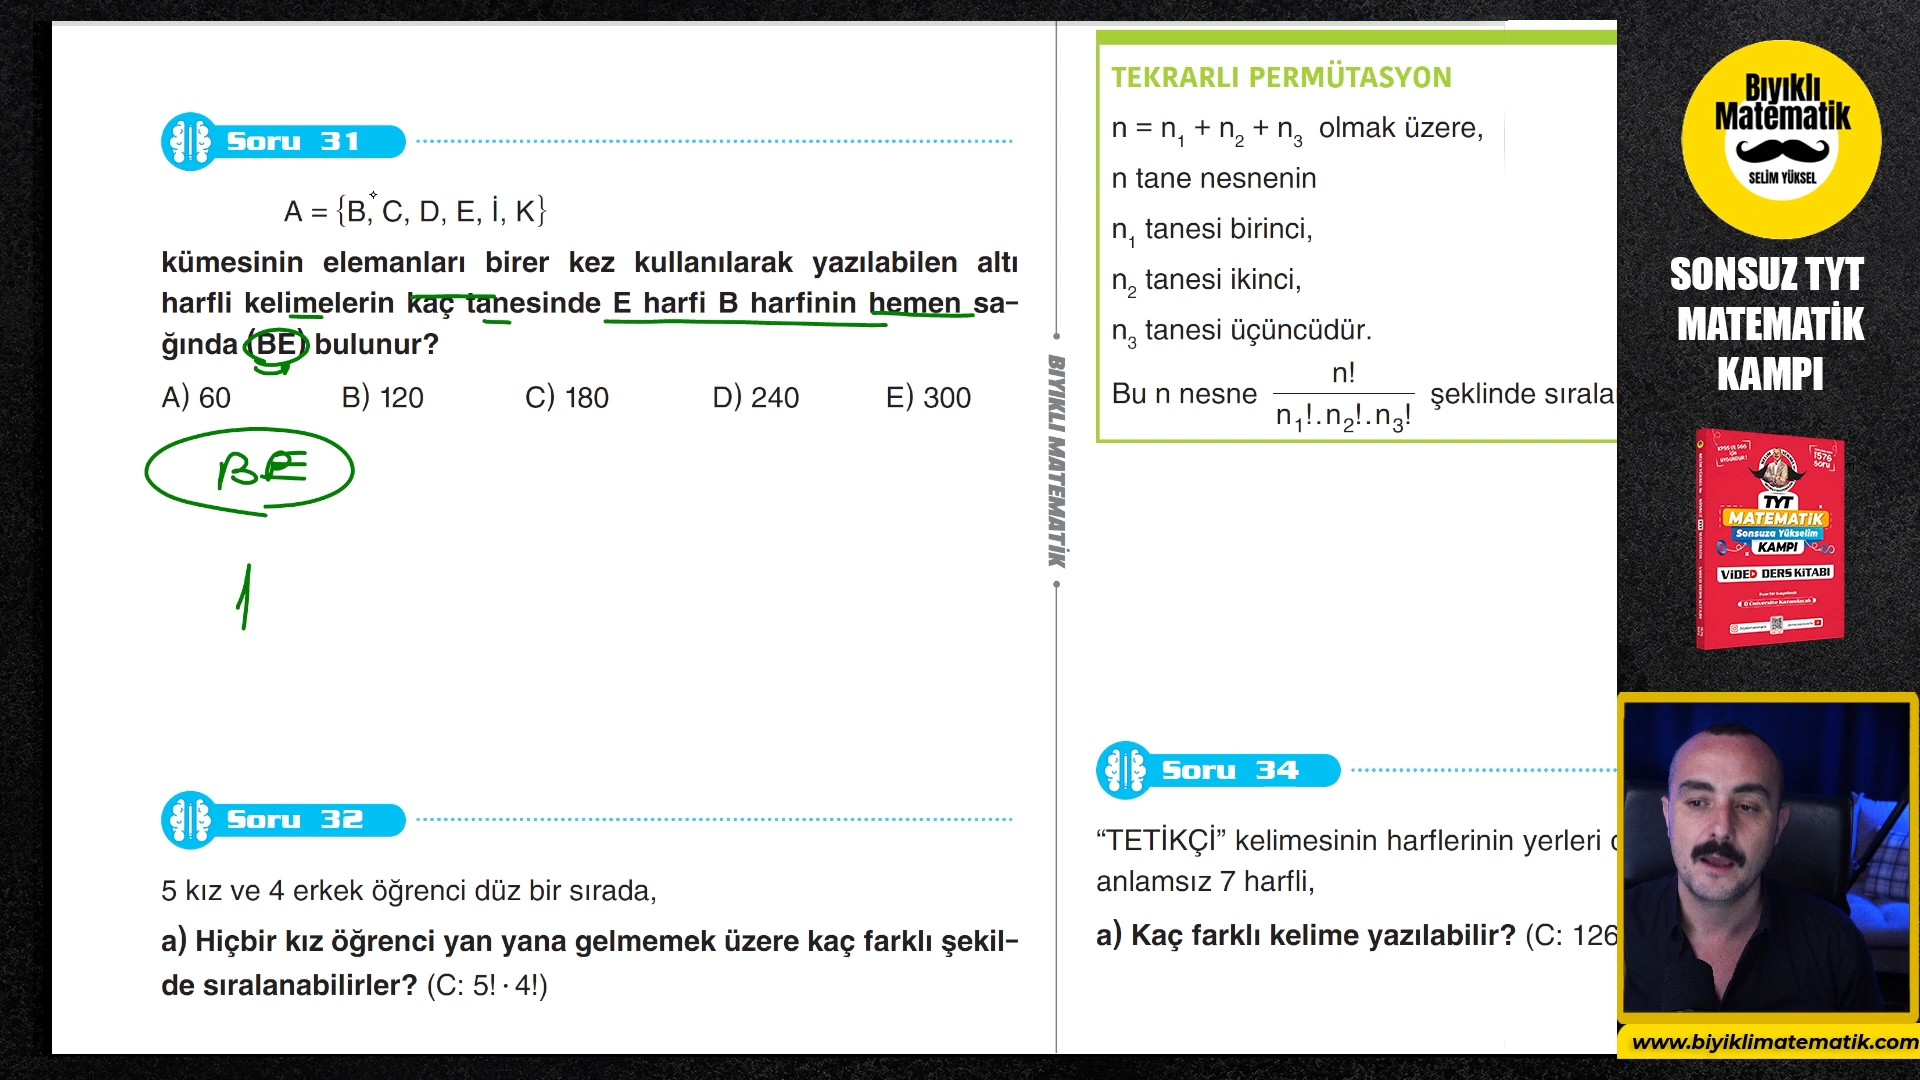 Soru 31
A = {B, C, D, E, İ, K}
kümesinin elemanları birer kez kullanılarak yazılabilen altı
harfli kelimelerin kaç tanesinde E harfi B harfinin hemen sa-
ğında (BE) bulunur?
A) 60 B) 120 C) 180 D) 240 E) 300
BE
1
Soru 32
5 kız ve 4 erkek öğrenci düz bir sırada,
a) Hiçbir kız öğrenci yan yana gelmemek üzere kaç farklı şekil-
de sıralanabilirler? (C: 5! · 4!)
BIYIKLI MATEMATİK
TEKRARLI PERMÜTASYON
n = n1 + n2 + n3 olmak üzere,
n tane nesnenin
n1 tanesi birinci,
n2 tanesi ikinci,
n3 tanesi üçüncüdür.
Bu n nesne n! / n1!.n2!.n3! şeklinde sırala
Soru 34
“TETİKÇİ” kelimesinin harflerinin yerleri
anlamsız 7 harfli,
a) Kaç farklı kelime yazılabilir? (C: 126
Bıyıklı
Matematik
SELİM YÜKSEL
SONSUZ TYT
MATEMATİK
KAMPI
1576
soru
TYT
MATEMATİK
Sonsuza Yükselim
KAMPI
VİDEO DERS KİTABI
www.biyiklimatematik.com